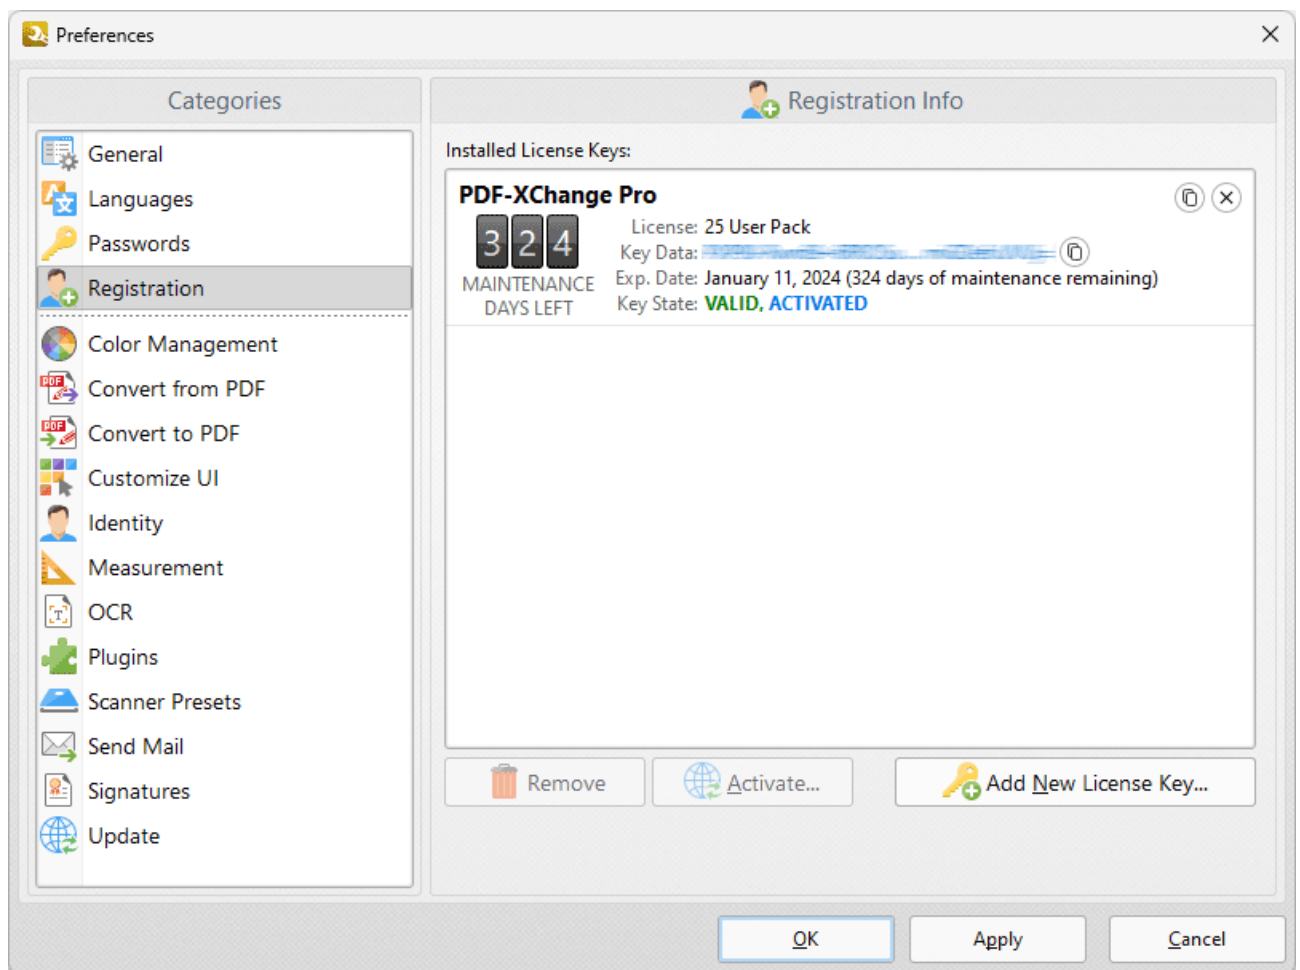 Preferences
Categories
General
Languages
Passwords
Registration
Color Management
Convert from PDF
Convert to PDF
Customize UI
Identity
Measurement
OCR
Plugins
Scanner Presets
Send Mail
Signatures
Update
Registration Info
Installed License Keys:
PDF-XChange Pro
324
MAINTENANCE
DAYS LEFT
License: 25 User Pack
Key Data:
Exp. Date: January 11, 2024 (324 days of maintenance remaining)
Key State: VALID, ACTIVATED
Remove
Activate...
Add New License Key...
OK
Apply
Cancel